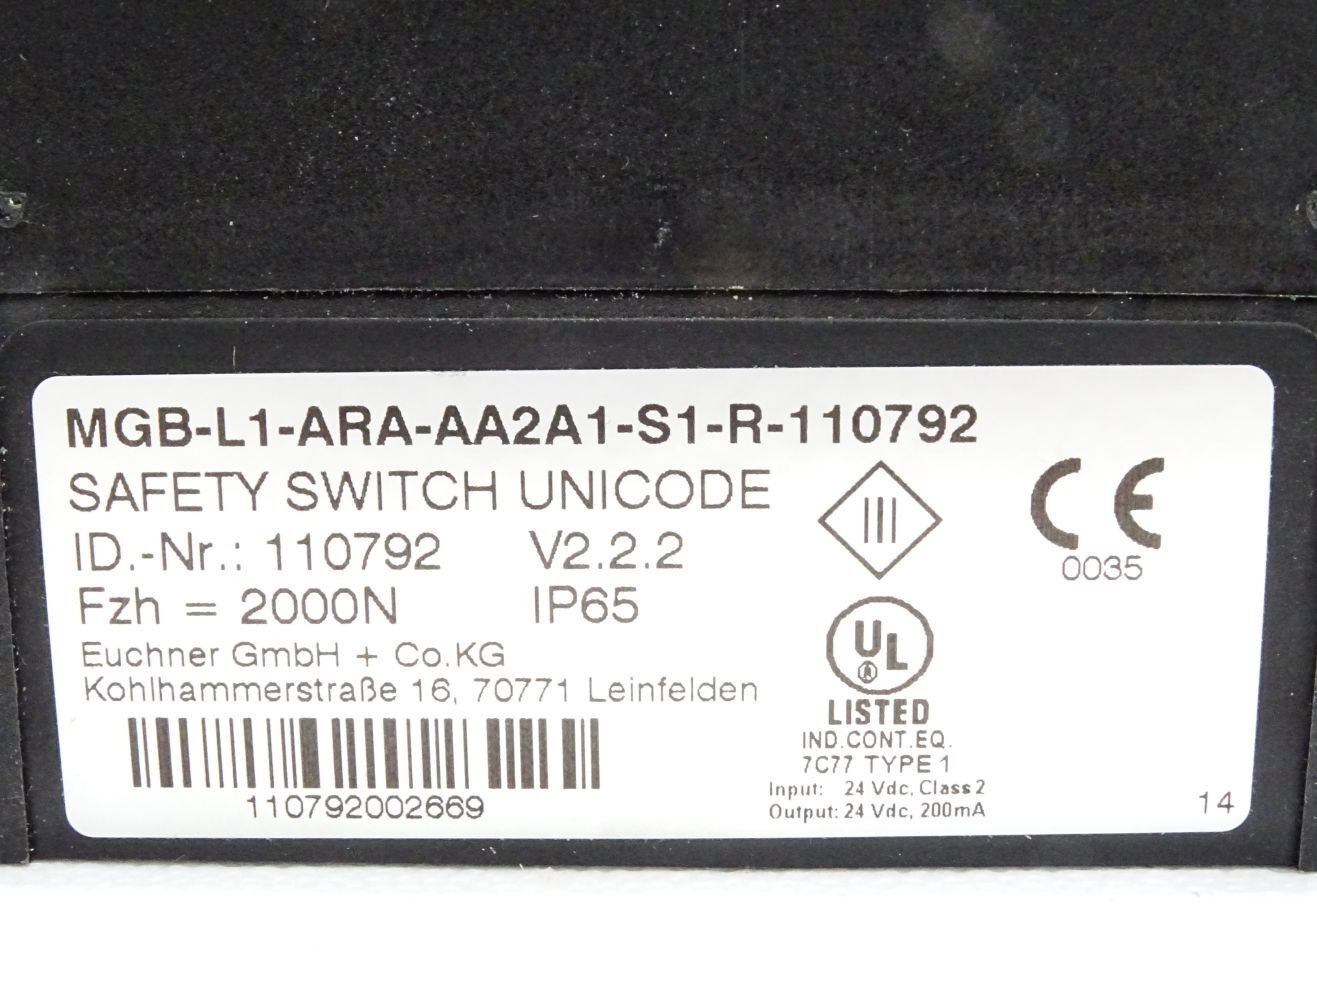 MGB-L1-ARA-AA2A1-S1-R-110792
SAFETY SWITCH UNICODE
ID.-Nr.: 110792 V2.2.2
Fzh = 2000N IP65
Euchner GmbH + Co.KG
Kohlhammerstraße 16, 70771 Leinfelden
110792002669
III
CE
0035
UL
LISTED
IND.CONT.EQ.
7C77 TYPE 1
Input: 24 Vdc, Class 2
Output: 24 Vdc, 200mA
14